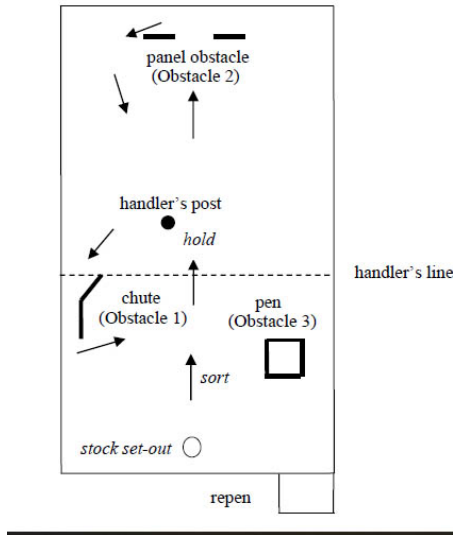 panel obstacle
(Obstacle 2)
handler's post
hold
handler's line
chute
(Obstacle 1)
pen
(Obstacle 3)
sort
stock set-out
repen